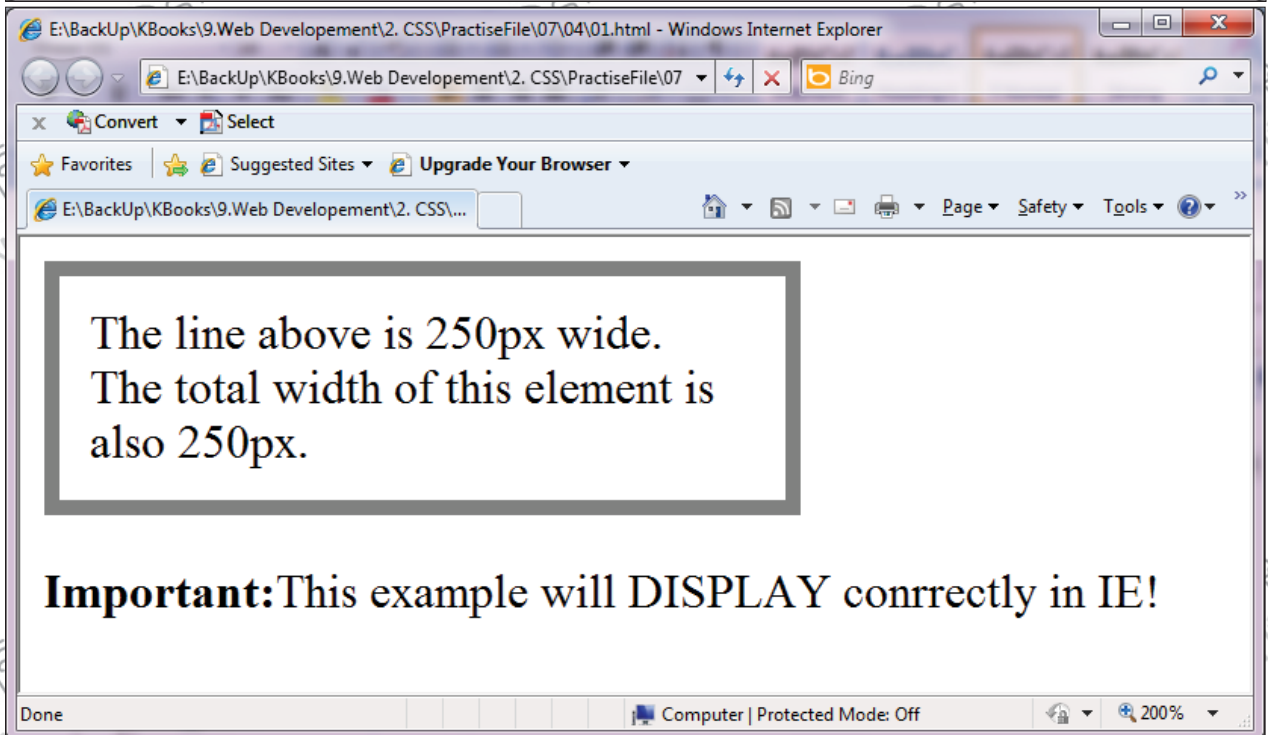 E:\BackUp\KBooks\9.Web Developement\2. CSS\PractiseFile\07\04\01.html - Windows Internet Explorer
E:\BackUp\KBooks\9.Web Developement\2. CSS\PractiseFile\07 Bing
x Convert Select
Favorites Suggested Sites Upgrade Your Browser
E:\BackUp\KBooks\9.Web Developement\2. CSS\... Page Safety Tools
The line above is 250px wide.
The total width of this element is
also 250px.
Important:This example will DISPLAY conrrectly in IE!
Done Computer | Protected Mode: Off 200%